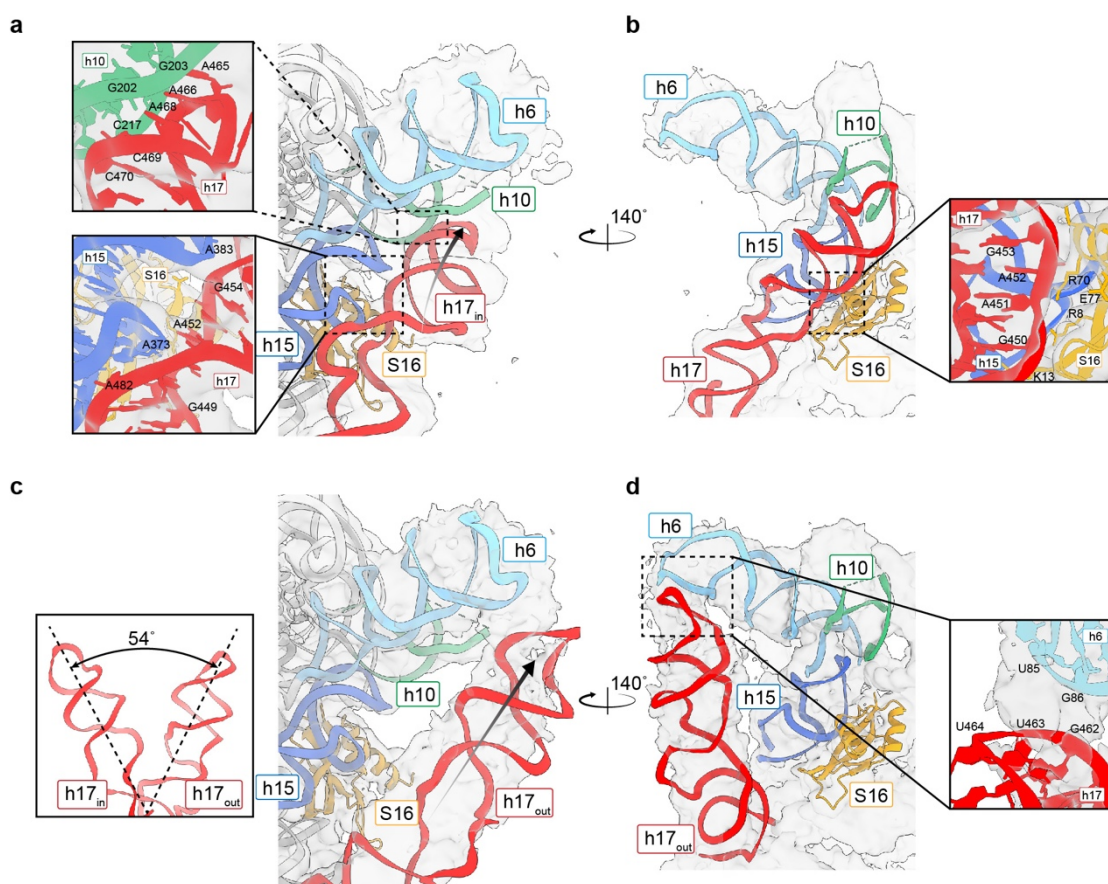 a
h10
G203
A465
G202
A466
A468
C217
C469
C470
h17
h6
h10
h17in
h15
S16
h15
A383
S16
G454
A452
A373
A482
h17
G449
140°
b
h6
h10
h15
h17
S16
h17
G453
A452
R70
E77
A451
R8
G450
h15
S16
K13
c
54°
h17in
h17out
h6
h10
h15
S16
h17out
140°
d
h6
h10
h15
S16
h17out
h6
U85
G86
U464
U463
G462
h17